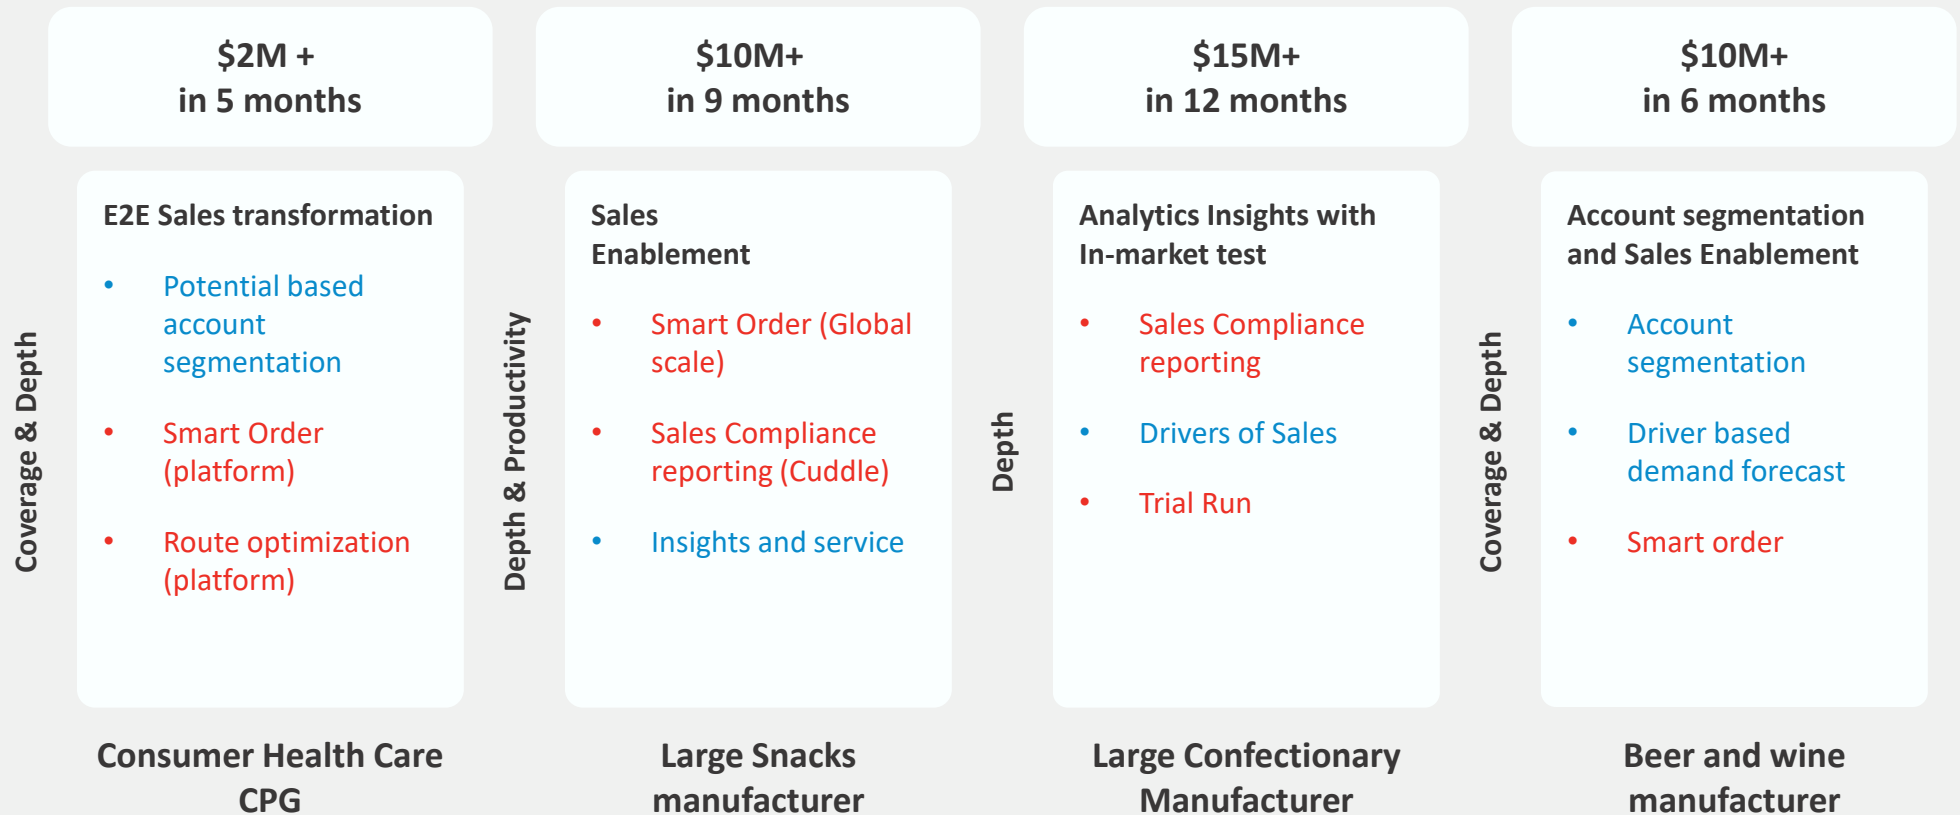 $2M +
in 5 months
Coverage & Depth
E2E Sales transformation
• Potential based
account
segmentation
• Smart Order
(platform)
• Route optimization
(platform)
Consumer Health Care
CPG
$10M+
in 9 months
Depth & Productivity
Sales
Enablement
• Smart Order (Global
scale)
• Sales Compliance
reporting (Cuddle)
• Insights and service
Large Snacks
manufacturer
$15M+
in 12 months
Depth
Analytics Insights with
In-market test
• Sales Compliance
reporting
• Drivers of Sales
• Trial Run
Large Confectionary
Manufacturer
$10M+
in 6 months
Coverage & Depth
Account segmentation
and Sales Enablement
• Account
segmentation
• Driver based
demand forecast
• Smart order
Beer and wine
manufacturer